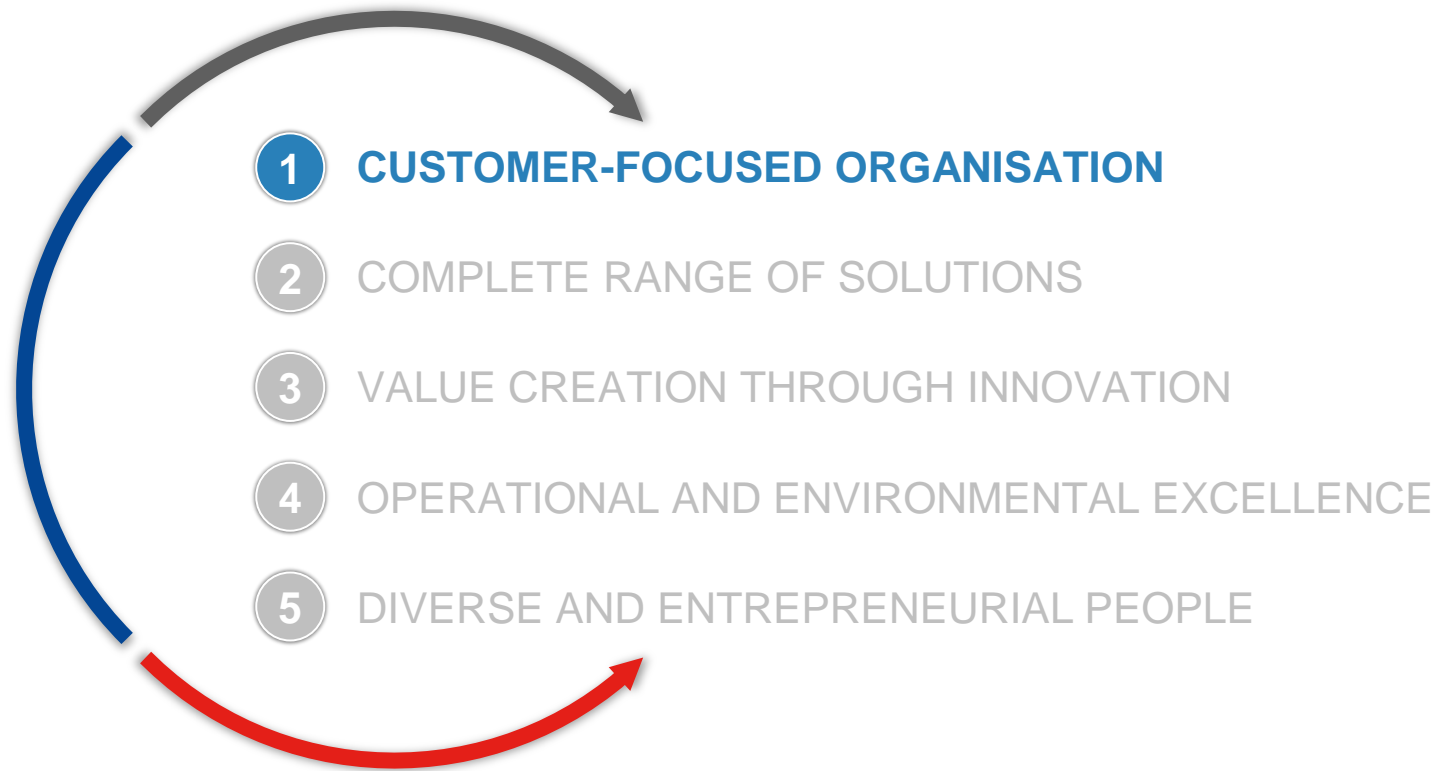 1 CUSTOMER-FOCUSED ORGANISATION
2 COMPLETE RANGE OF SOLUTIONS
3 VALUE CREATION THROUGH INNOVATION
4 OPERATIONAL AND ENVIRONMENTAL EXCELLENCE
5 DIVERSE AND ENTREPRENEURIAL PEOPLE